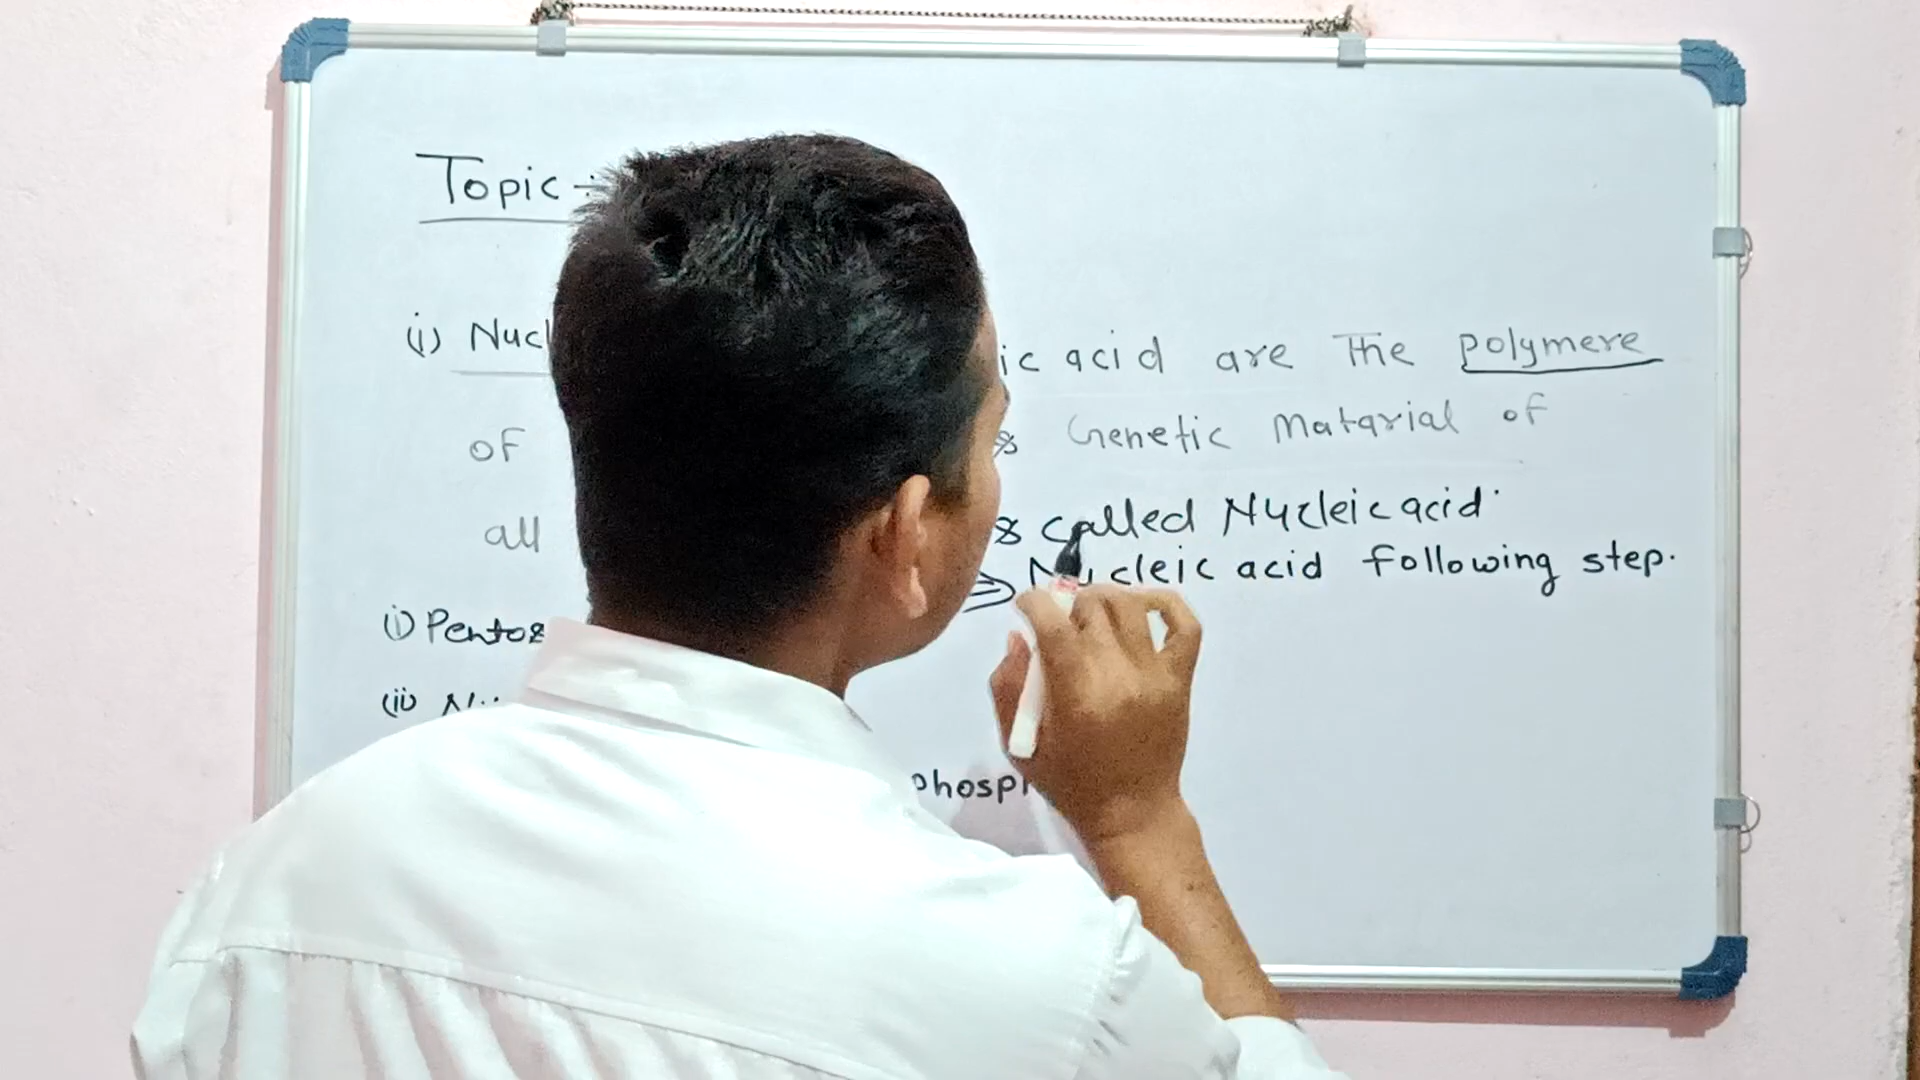 Topic ÷
(i) Nucl ic acid are The polymere
of Genetic Matarial of
all called Nucleic acid.
⇒ Nucleic acid following step.
(i) Pentos
(ii)
phosph